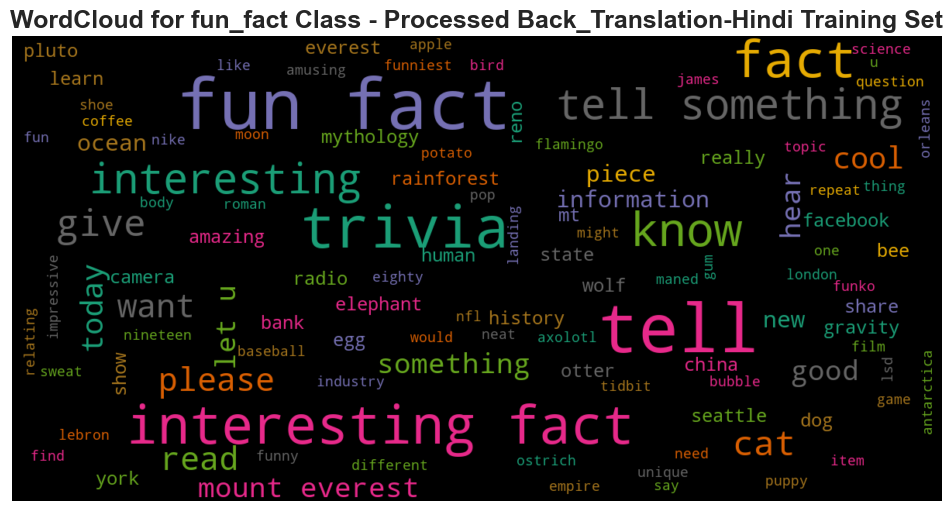 WordCloud for fun_fact Class - Processed Back_Translation-Hindi Training Set
pluto
everest
apple
fact
science
learn
like
amusing
funniest
bird
james
u
question
fun fact
tell something
shoe
coffee
reno
orleans
fun
ocean
nike
moon
mythology
flamingo
really
topic
cool
potato
interesting
rainforest
piece
hear
repeat
thing
body
roman
pop
information
give
trivia
landing
mt
know
facebook
amazing
might
human
state
one
bee
impressive
today
camera
radio
eighty
wolf
maned
gum
london
funko
want
let u
elephant
share
relating
nineteen
bank
nfl
history
tell
new
gravity
egg
would
neat
axolotl
film
baseball
sweat
show
please
industry
something
otter
china
good
lsd
antarctica
tidbit
bubble
game
interesting fact
seattle
dog
lebron
cat
find
read
funny
different
ostrich
need
item
york
unique
mount everest
empire
say
puppy